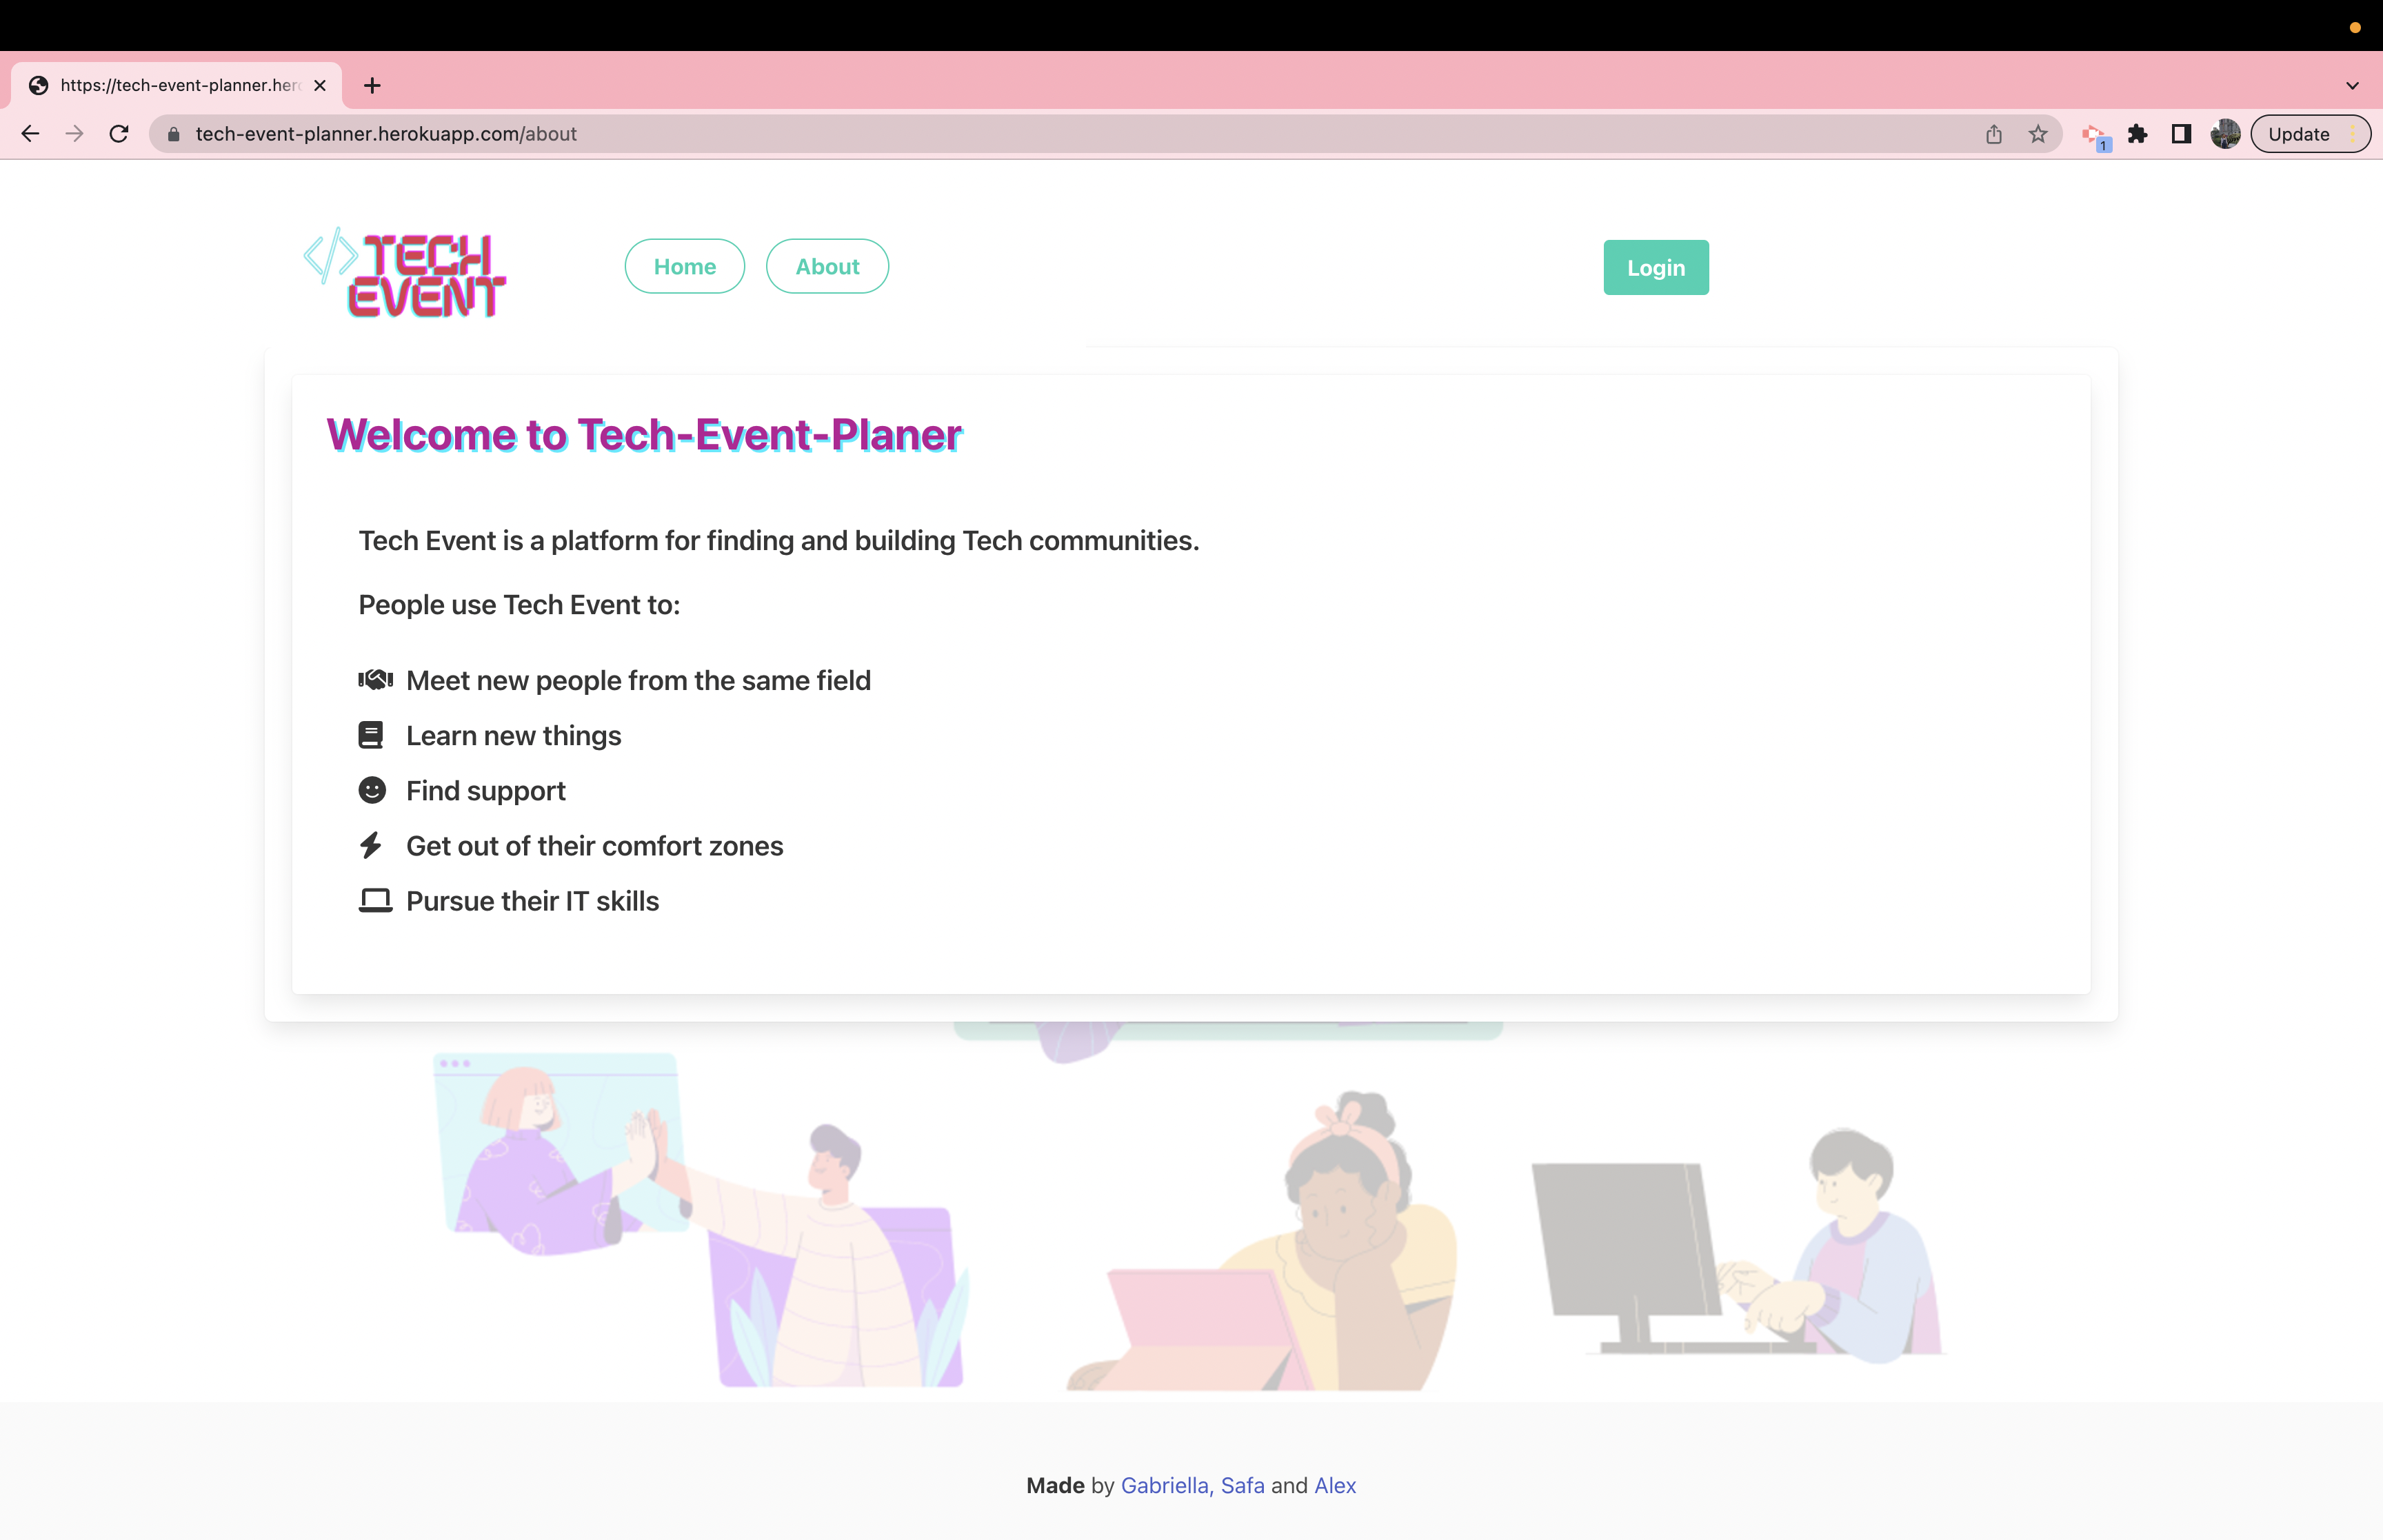 https://tech-event-planner.hero
tech-event-planner.herokuapp.com/about
1
Update
TECH
EVENT
Home
About
Login
Welcome to Tech-Event-Planer
Tech Event is a platform for finding and building Tech communities.
People use Tech Event to:
Meet new people from the same field
Learn new things
Find support
Get out of their comfort zones
Pursue their IT skills
Made by Gabriella, Safa and Alex